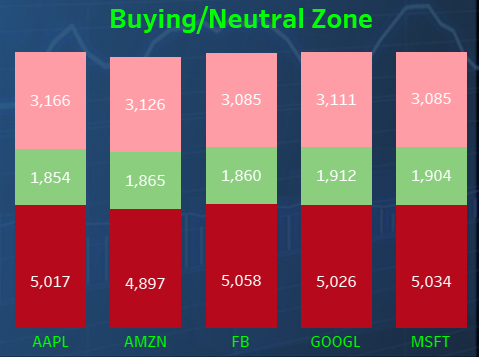 Buying/Neutral Zone
3,166 3,126 3,085 3,111 3,085
1,854 1,865 1,860 1,912 1,904
5,017 4,897 5,058 5,026 5,034
AAPL AMZN FB GOOGL MSFT